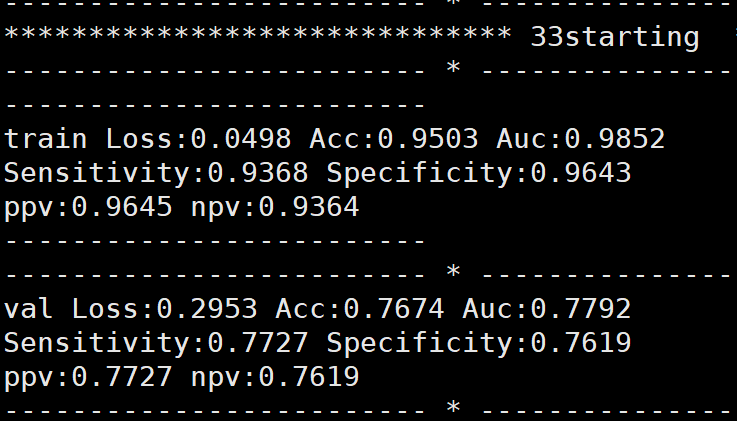 ------------------------- * ---------------
****************************** 33starting *
------------------------- * ---------------
-------------------------
train Loss:0.0498 Acc:0.9503 Auc:0.9852
Sensitivity:0.9368 Specificity:0.9643
ppv:0.9645 npv:0.9364
-------------------------
------------------------- * ---------------
val Loss:0.2953 Acc:0.7674 Auc:0.7792
Sensitivity:0.7727 Specificity:0.7619
ppv:0.7727 npv:0.7619
------------------------- * ---------------